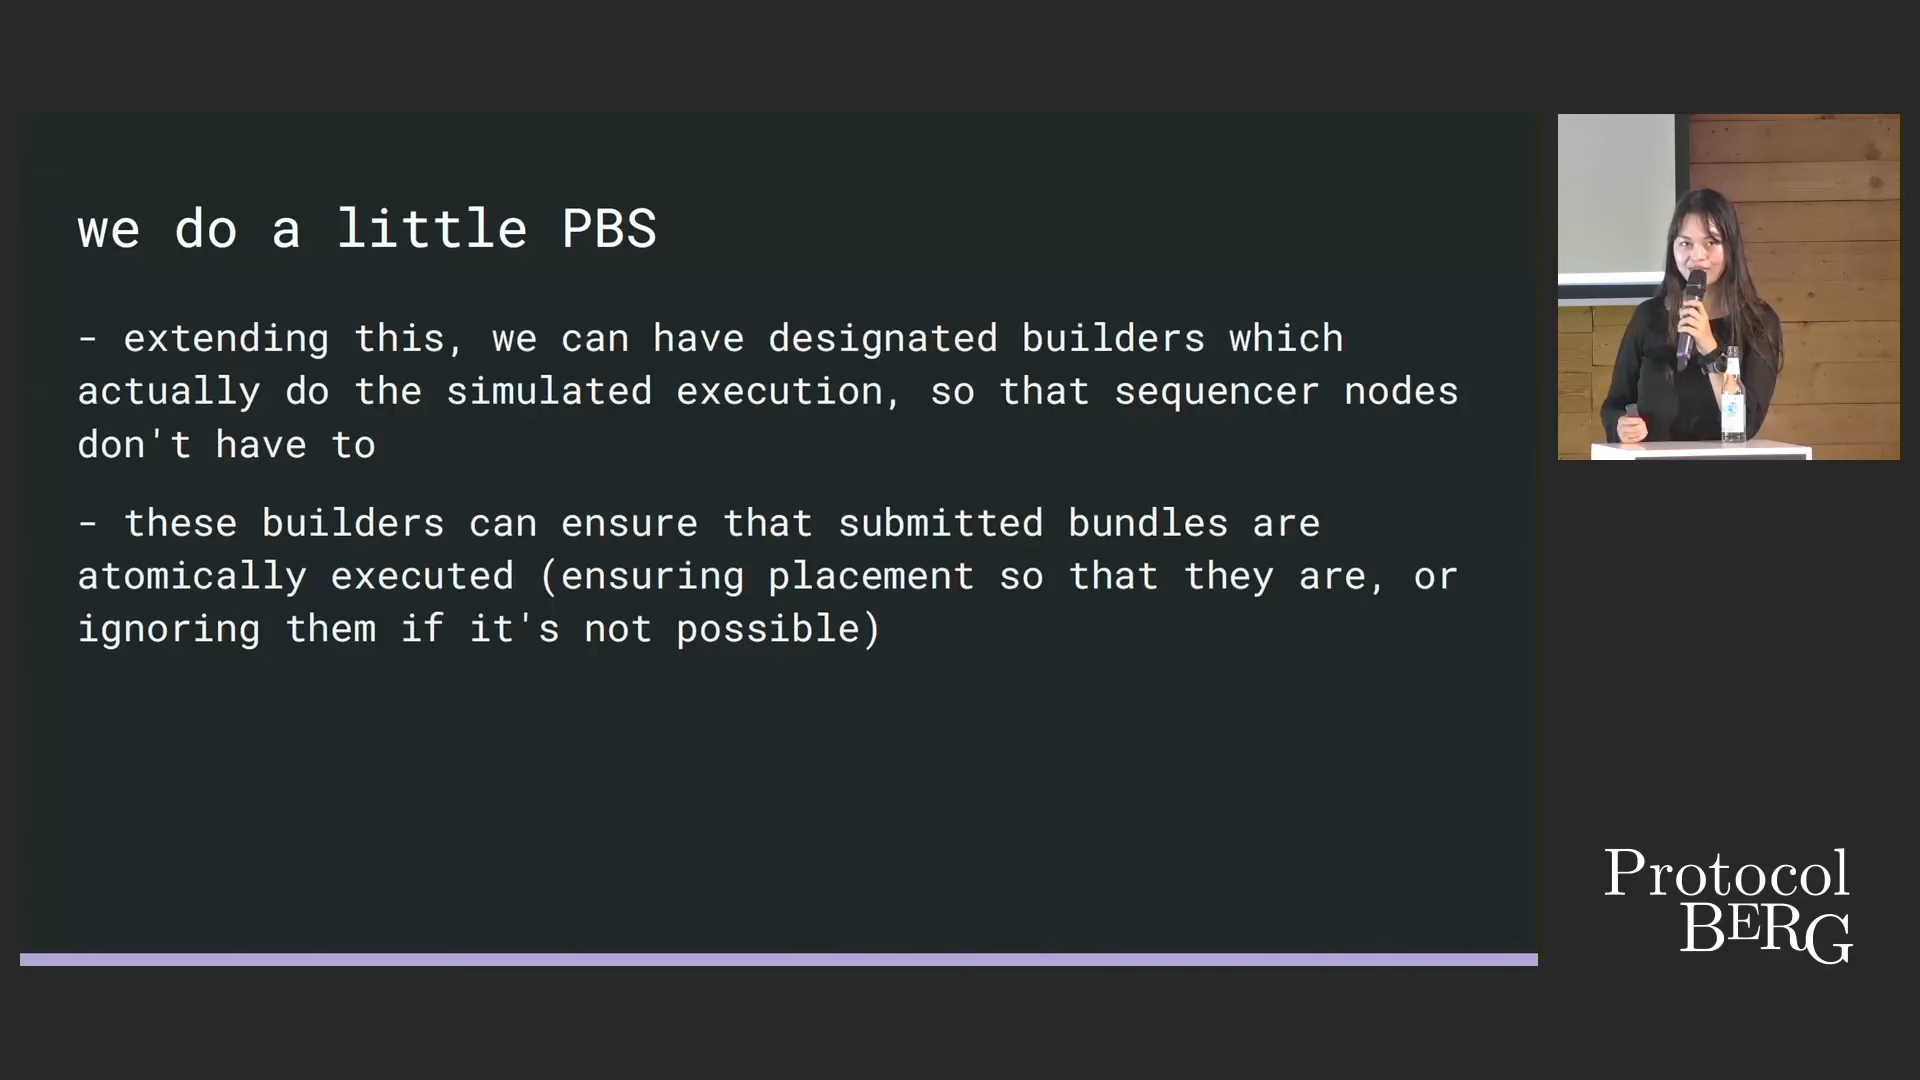 we do a little PBS
- extending this, we can have designated builders which
actually do the simulated execution, so that sequencer nodes
don't have to
- these builders can ensure that submitted bundles are
atomically executed (ensuring placement so that they are, or
ignoring them if it's not possible)
Protocol
BERG